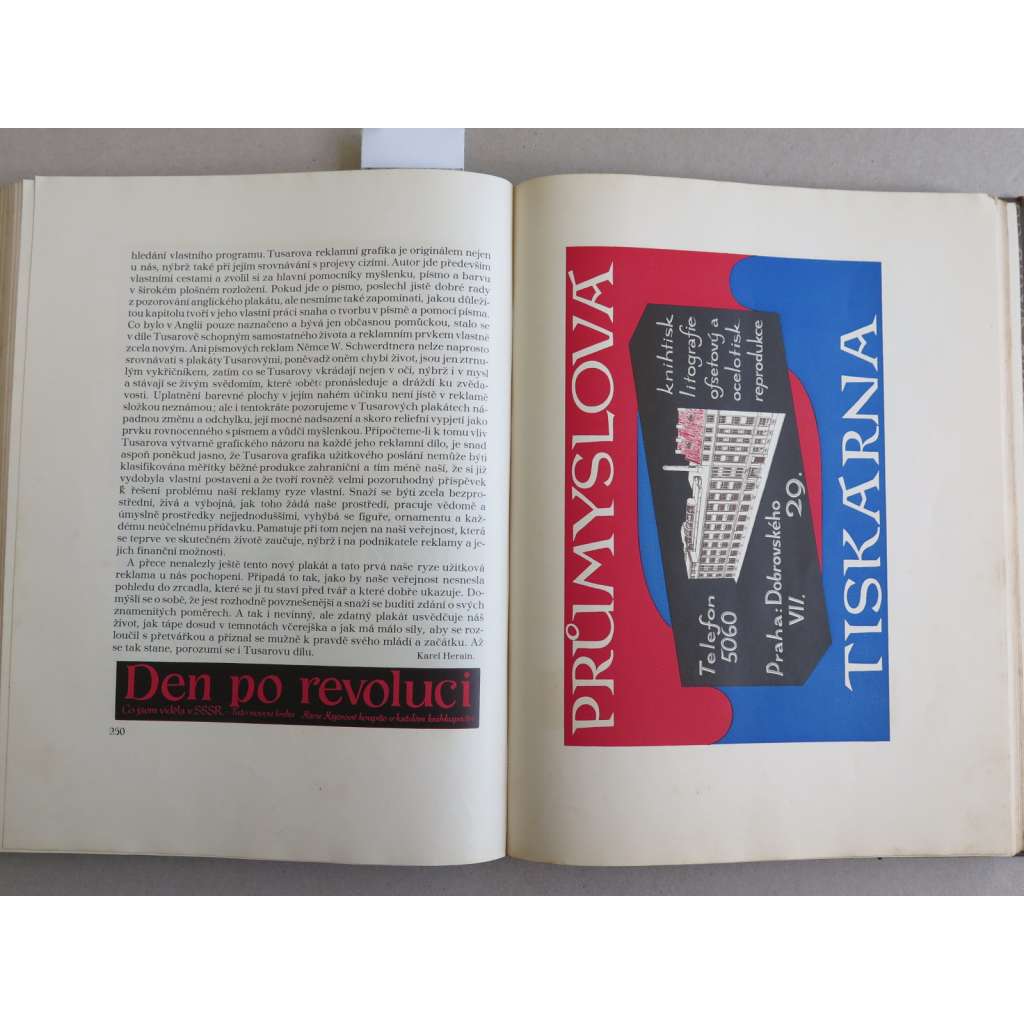 hledání vlastního programu. Tusarova reklamní grafika je originálem nejen
u nás, nýbrž také při jejím srovnávání s projevy cizími. Autor jde především
vlastními cestami a zvolil si za hlavní pomocníky myšlenku, písmo a barvu
v širokém plošném rozložení. Pokud jde o písmo, poslechl jistě dobré rady
z pozorování anglického plakátu, ale nesmíme také zapomínati, jakou důleži-
tou kapitolu tvoří v jeho vlastní práci snaha o tvorbu v písmě a pomocí písma.
Co bylo v Anglii pouze naznačeno a bývá jen občasnou pomůckou, stalo se
v díle Tusarově schopným samostatného života a reklamním prvkem vlastně
zcela novým. Ani písmových reklam Němce W. Schwerdtnera nelze naprosto
srovnávati s plakáty Tusarovými, poněvadž oněm chybí život, jsou jen ztrnu-
lým vykřičníkem, zatím co se Tusarovy vkrádají nejen v oči, nýbrž i v mysl
a stávají se živým svědomím, které oběť pronásleduje a dráždí ku zvěda-
vosti. Uplatnění barevné plochy v jejím nahém účinku není jistě v reklamě
složkou neznámou; ale i tentokráte pozorujeme v Tusarových plakátech ná-
padnou změnu a odchylku, její mocné nadsazení a skoro reliefní vypjetí jako
prvku rovnocenného s písmem a vůdčí myšlenkou. Připočteme-li k tomu vliv
Tusarova výtvarně grafického názoru na každé jeho reklamní dílo, je snad
aspoň poněkud jasno, že Tusarova grafika užitkového poslání nemůže býti
klasifikována měřítky běžné produkce zahraniční a tím méně naší, že si již
vydobyla vlastní postavení a že tvoří rovněž velmi pozoruhodný příspěvek
k řešení problému naší reklamy ryze vlastní. Snaží se býti zcela bezpro-
střední, živá a výbojná, jak toho žádá naše prostředí, pracuje vědomě a
úmyslně prostředky nejjednoduššími, vyhýbá se figuře, ornamentu a kaž-
dému neúčelnému přídavku. Pamatuje při tom nejen na naši veřejnost, která
se teprve ve skutečném životě zaučuje, nýbrž i na podnikatele reklamy a je-
jich finanční možnosti.
A přece nenalezly ještě tento nový plakát a tato prvá naše ryze užitková
reklama u nás pochopení. Připadá to tak, jako by naše veřejnost nesnesla
pohledu do zrcadla, které se jí tu staví před tvář a které dobře ukazuje. Do-
mýšlí se o sobě, že jest rozhodně povznešenější a snaží se buditi zdání o svých
znamenitých poměrech. A tak i nevinný, ale zdatný plakát usvědčuje náš
život, jak tápe dosud v temnotách včerejška a jak má málo síly, aby se roz-
loučil s přetvářkou a přiznal se mužně k pravdě svého mládí a začátku. Až
se tak stane, porozumí se i Tusarovu dílu.
Karel Herain.
Den po revoluci
Co jsem viděla v SSSR - Tuto novou knihu Marie Majerové koupíte v každém knihkupectví
250
PRŮMYSLOVÁ
knihtisk
litografie
ofsetový a
ocelotisk
reprodukce
Telefon
5060
Praha: Dobrovského
VII. 29.
TISKÁRNA